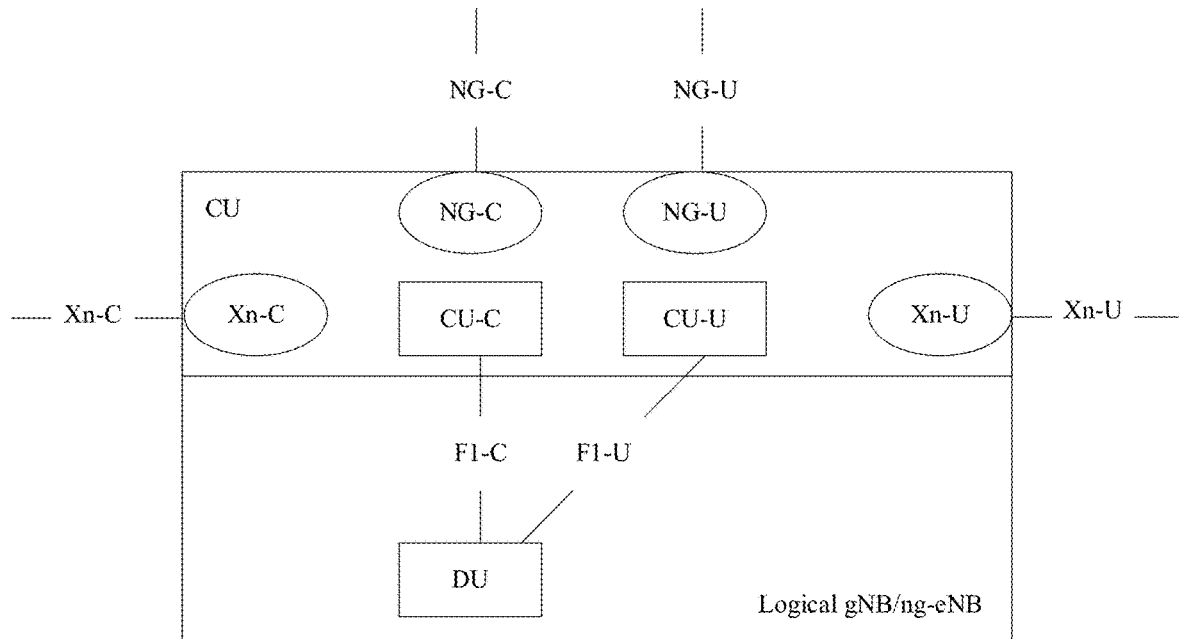 NG-C
NG-U
CU
NG-C
NG-U
Xn-C
Xn-C
CU-C
CU-U
Xn-U
Xn-U
F1-C
F1-U
DU
Logical gNB/ng-eNB